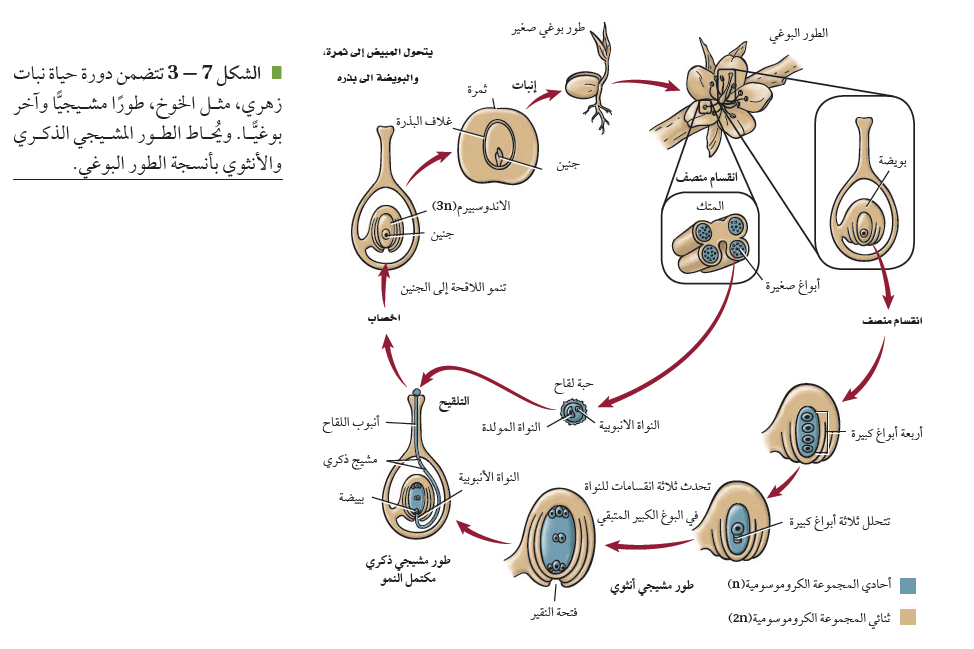 الشكل 7 – 3 تتضمن دورة حياة نبات
زهري، مثل الخوخ، طورًا مشيجيًّا وآخر
بوغيًّا. ويُحاط الطور المشيجي الذكري
والأنثوي بأنسجة الطور البوغي.
يتحول المبيض إلى ثمرة،
والبويضة الى بذره
طور بوغي صغير
الطور البوغي
إنبات
ثمرة
غلاف البذرة
جنين
انقسام منصف
المتك
أبواغ صغيرة
بويضة
الاندوسبيرم(3n)
جنين
تنمو اللاقحة إلى الجنين
اخصاب
انقسام منصف
حبة لقاح
التلقيح
النواة المولدة
النواة الانبوبية
أنبوب اللقاح
مشيج ذكري
النواة الأنبوبية
بييضة
أربعة أبواغ كبيرة
تحدث ثلاثة انقسامات للنواة
في البوغ الكبير المتبقي
تتحلل ثلاثة أبواغ كبيرة
طور مشيجي ذكري
مكتمل النمو
طور مشيجي أنثوي
فتحة النقير
أحادي المجموعة الكروموسومية(n)
ثنائي المجموعة الكروموسومية(2n)